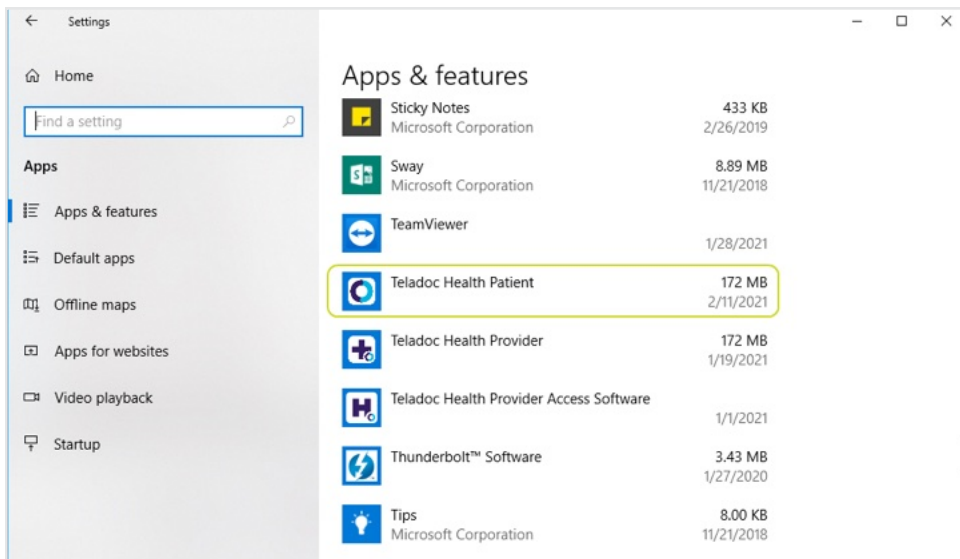 Settings
Home
Find a setting
Apps
Apps & features
Default apps
Offline maps
Apps for websites
Video playback
Startup
Apps & features
Sticky Notes 433 KB
Microsoft Corporation 2/26/2019
Sway 8.89 MB
Microsoft Corporation 11/21/2018
TeamViewer
1/28/2021
Teladoc Health Patient 172 MB
2/11/2021
Teladoc Health Provider 172 MB
1/19/2021
Teladoc Health Provider Access Software
1/1/2021
Thunderbolt™ Software 3.43 MB
1/27/2020
Tips 8.00 KB
Microsoft Corporation 11/21/2018